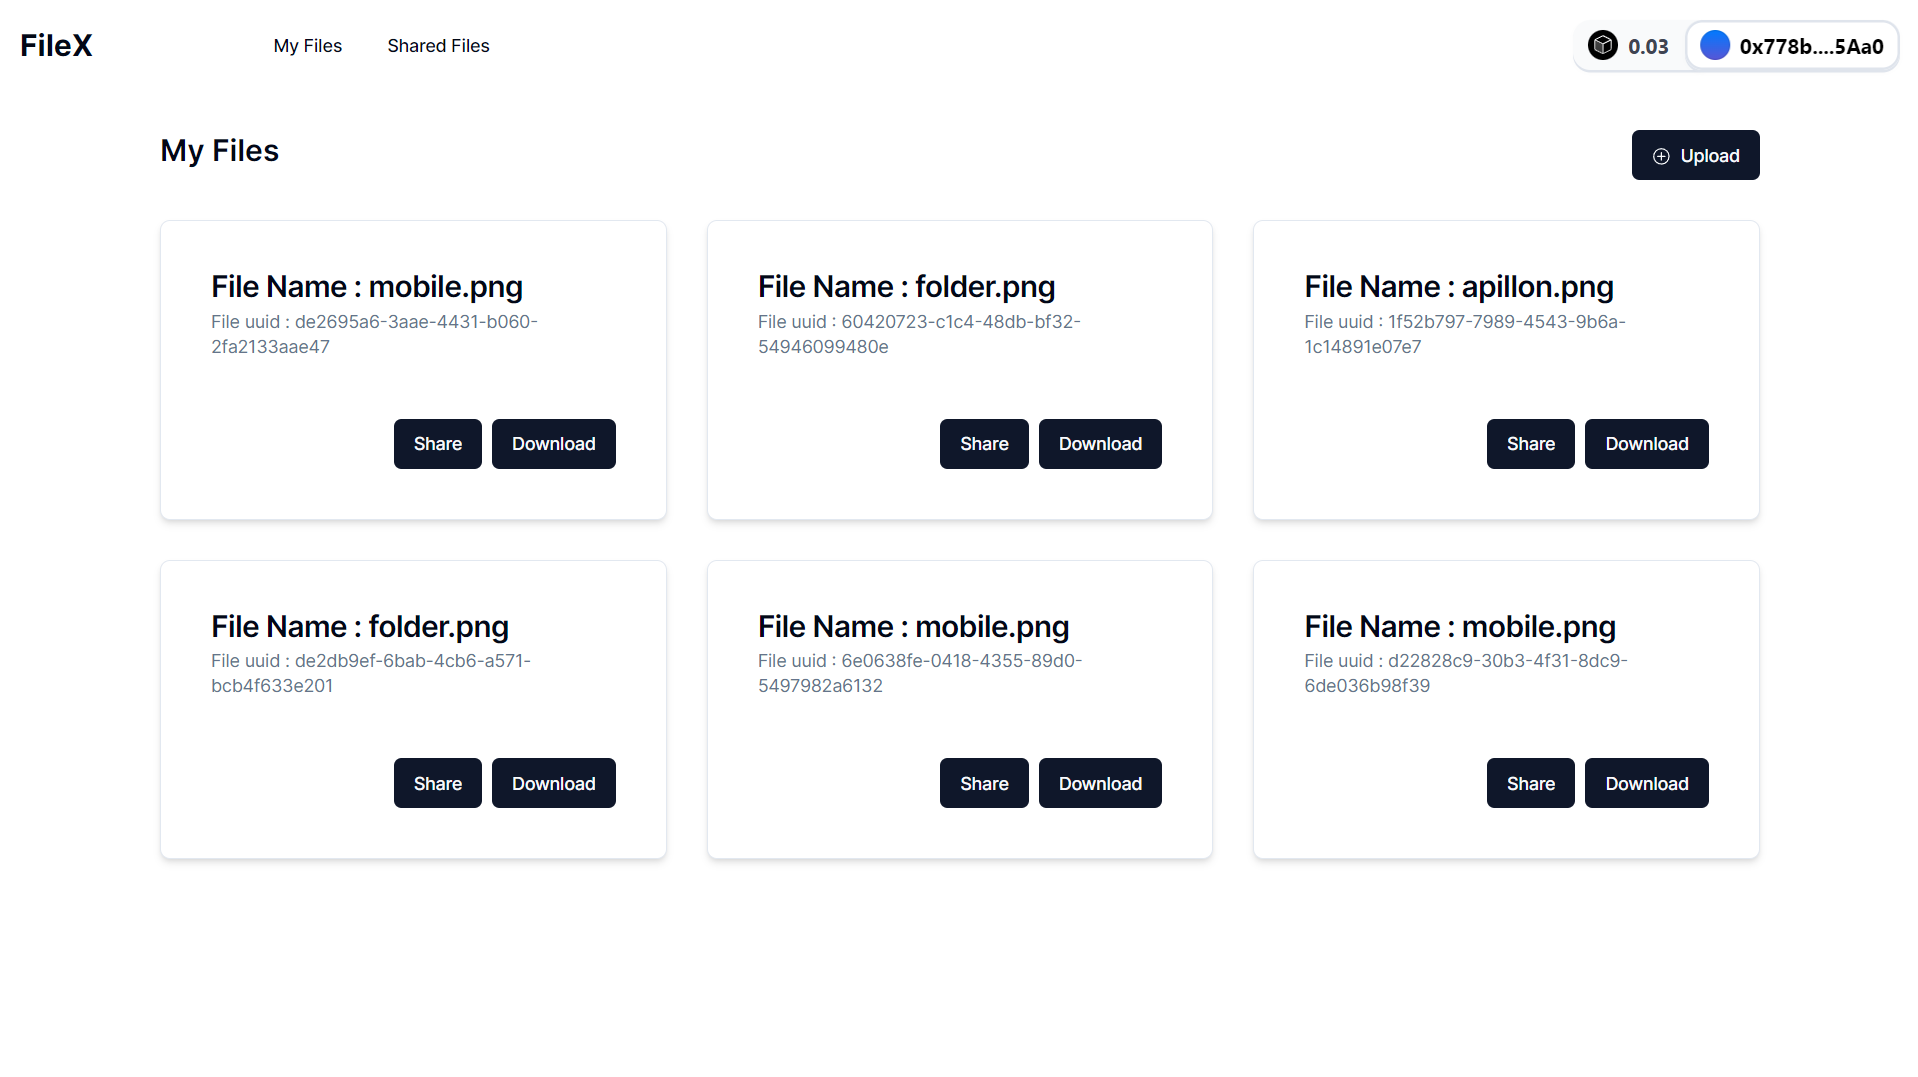 FileX
My Files
Shared Files
0.03
0x778b....5Aa0
My Files
Upload
File Name : mobile.png
File uuid : de2695a6-3aae-4431-b060-
2fa2133aae47
Share
Download
File Name : folder.png
File uuid : 60420723-c1c4-48db-bf32-
54946099480e
Share
Download
File Name : apillon.png
File uuid : 1f52b797-7989-4543-9b6a-
1c14891e07e7
Share
Download
File Name : folder.png
File uuid : de2db9ef-6bab-4cb6-a571-
bcb4f633e201
Share
Download
File Name : mobile.png
File uuid : 6e0638fe-0418-4355-89d0-
5497982a6132
Share
Download
File Name : mobile.png
File uuid : d22828c9-30b3-4f31-8dc9-
6de036b98f39
Share
Download